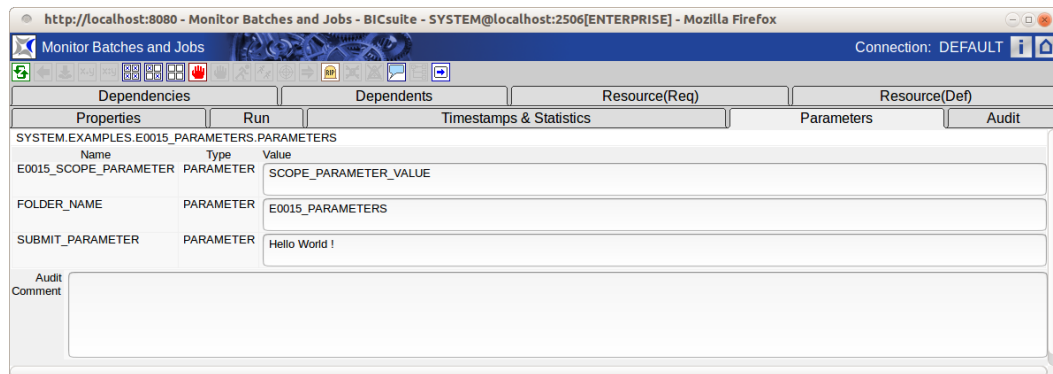 http://localhost:8080 - Monitor Batches and Jobs - BICsuite - SYSTEM@localhost:2506[ENTERPRISE] - Mozilla Firefox
Monitor Batches and Jobs Connection: DEFAULT
RIP
Dependencies Dependents Resource(Req) Resource(Def)
Properties Run Timestamps & Statistics Parameters Audit
SYSTEM.EXAMPLES.E0015_PARAMETERS.PARAMETERS
Name Type Value
E0015_SCOPE_PARAMETER PARAMETER SCOPE_PARAMETER_VALUE
FOLDER_NAME PARAMETER E0015_PARAMETERS
SUBMIT_PARAMETER PARAMETER Hello World !
Audit
Comment